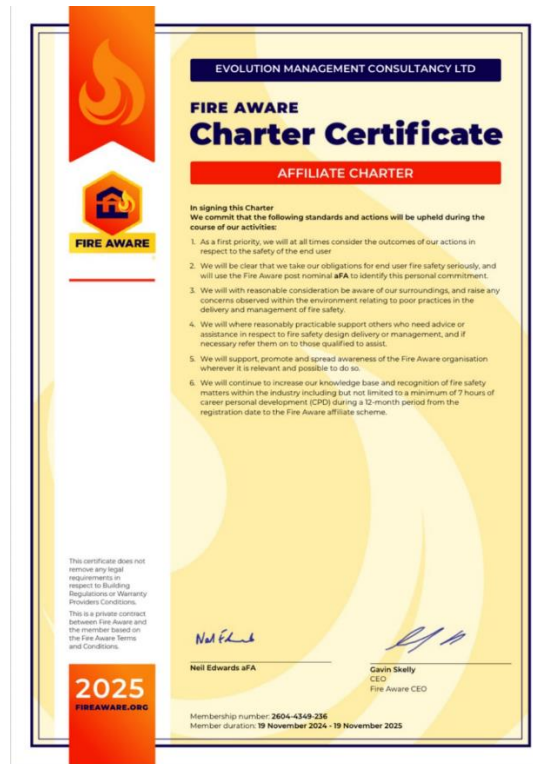 EVOLUTION MANAGEMENT CONSULTANCY LTD
FIRE AWARE
Charter Certificate
AFFILIATE CHARTER
FIRE AWARE
In signing this Charter
We commit that the following standards and actions will be upheld during the
course of our activities:
1. As a first priority, we will at all times consider the outcomes of our actions in
respect to the safety of the end user
2. We will be clear that we take our obligations for end user fire safety seriously, and
will use the Fire Aware post nominal aFA to identify this personal commitment.
3. We will with reasonable consideration be aware of our surroundings, and raise any
concerns observed within the environment relating to poor practices in the
delivery and management of fire safety.
4. We will where reasonably practicable support others who need advice or
assistance in respect to fire safety design delivery or management, and if
necessary refer them on to those qualified to assist.
5. We will support, promote and spread awareness of the Fire Aware organisation
wherever it is relevant and possible to do so.
6. We will continue to increase our knowledge base and recognition of fire safety
matters within the industry including but not limited to a minimum of 7 hours of
career personal development (CPD) during a 12-month period from the
registration date to the Fire Aware affiliate scheme.
This certificate does not
remove any legal
requirements in
respect to Building
Regulations or Warranty
Providers Conditions.
This is a private contract
between Fire Aware and
the member based on
the Fire Aware Terms
and Conditions.
Neil Edwards aFA
Gavin Skelly
CEO
Fire Aware CEO
2025
FIREAWARE.ORG
Membership number: 2604-4349-236
Member duration: 19 November 2024 - 19 November 2025